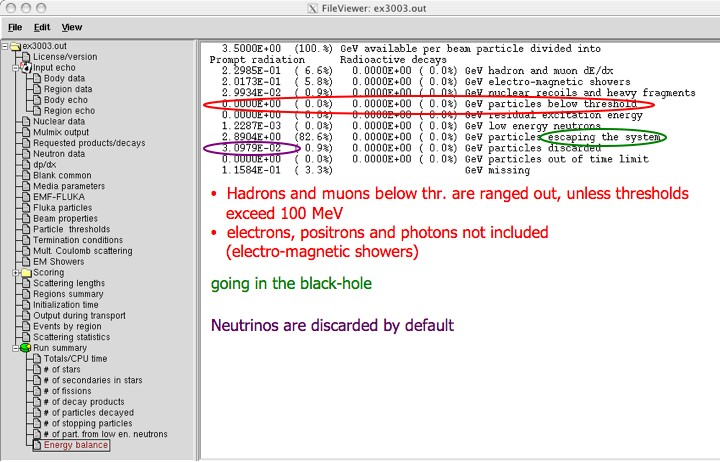 FileViewer: ex3003.out
File Edit View
ex3003.out
License/version
Input echo
Body data
Region data
Body echo
Region echo
Nuclear data
Mulmix output
Requested products/decays
Neutron data
dp/dx
Blank common
Media parameters
EMF-FLUKA
Fluka particles
Beam properties
Particle thresholds
Termination conditions
Mult. Coulomb scattering
EM Showers
Scoring
Scattering lengths
Regions summary
Initialization time
Output during transport
Events by region
Scattering statistics
Run summary
Totals/CPU time
# of stars
# of secondaries in stars
# of fissions
# of decay products
# of particles decayed
# of stopping particles
# of part. from low en. neutrons
Energy balance
3.5000E+00 (100.%) GeV available per beam particle divided into
Prompt radiation Radioactive decays
2.2985E-01 ( 6.6%) 0.0000E+00 ( 0.0%) GeV hadron and muon dE/dx
2.0173E-01 ( 5.8%) 0.0000E+00 ( 0.0%) GeV electro-magnetic showers
2.9934E-02 ( 0.9%) 0.0000E+00 ( 0.0%) GeV nuclear recoils and heavy fragments
0.0000E+00 ( 0.0%) 0.0000E+00 ( 0.0%) GeV particles below threshold
0.0000E+00 ( 0.0%) 0.0000E+00 ( 0.0%) GeV residual excitation energy
1.2287E-03 ( 0.0%) 0.0000E+00 ( 0.0%) GeV low energy neutrons
2.8904E+00 (82.6%) 0.0000E+00 ( 0.0%) GeV particles escaping the system
3.0979E-02 ( 0.9%) 0.0000E+00 ( 0.0%) GeV particles discarded
0.0000E+00 ( 0.0%) 0.0000E+00 ( 0.0%) GeV particles out of time limit
1.1584E-01 ( 3.3%) GeV missing
• Hadrons and muons below thr. are ranged out, unless thresholds
exceed 100 MeV
• electrons, positrons and photons not included
(electro-magnetic showers)
going in the black-hole
Neutrinos are discarded by default